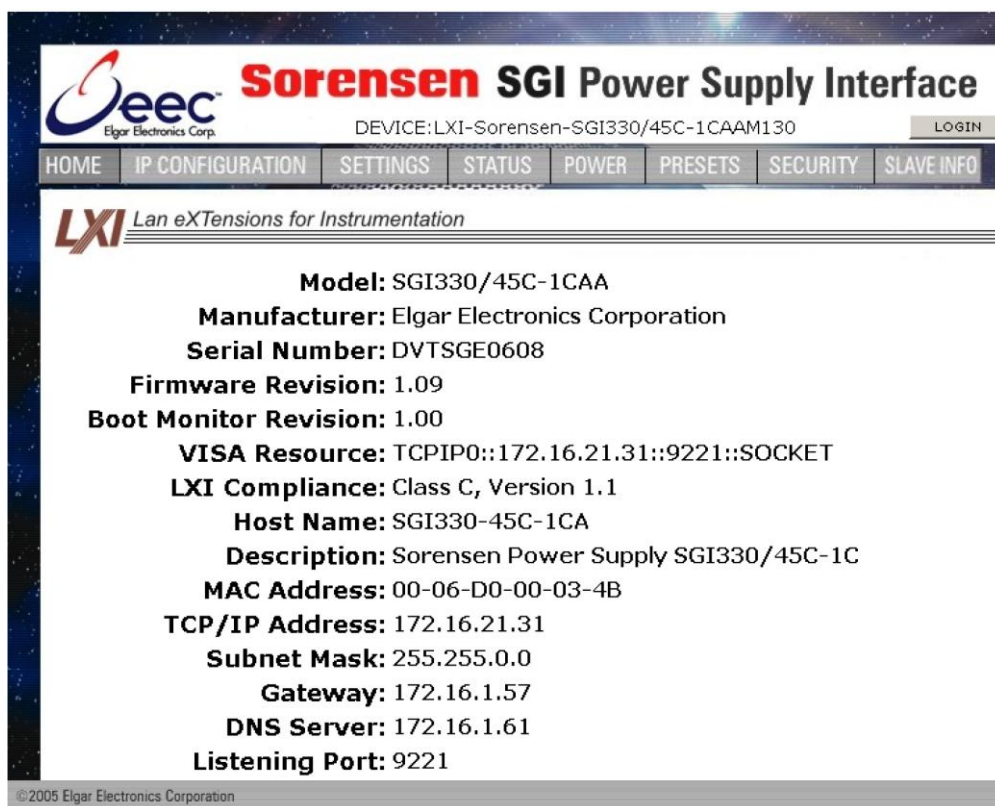 eeec
Elgar Electronics Corp.
Sorensen SGI Power Supply Interface
DEVICE:LXI-Sorensen-SGI330/45C-1CAAM130
LOGIN
HOME IP CONFIGURATION SETTINGS STATUS POWER PRESETS SECURITY SLAVE INFO
LXI Lan eXTensions for Instrumentation
Model: SGI330/45C-1CAA
Manufacturer: Elgar Electronics Corporation
Serial Number: DVTSGE0608
Firmware Revision: 1.09
Boot Monitor Revision: 1.00
VISA Resource: TCPIP0::172.16.21.31::9221::SOCKET
LXI Compliance: Class C, Version 1.1
Host Name: SGI330-45C-1CA
Description: Sorensen Power Supply SGI330/45C-1C
MAC Address: 00-06-D0-00-03-4B
TCP/IP Address: 172.16.21.31
Subnet Mask: 255.255.0.0
Gateway: 172.16.1.57
DNS Server: 172.16.1.61
Listening Port: 9221
©2005 Elgar Electronics Corporation